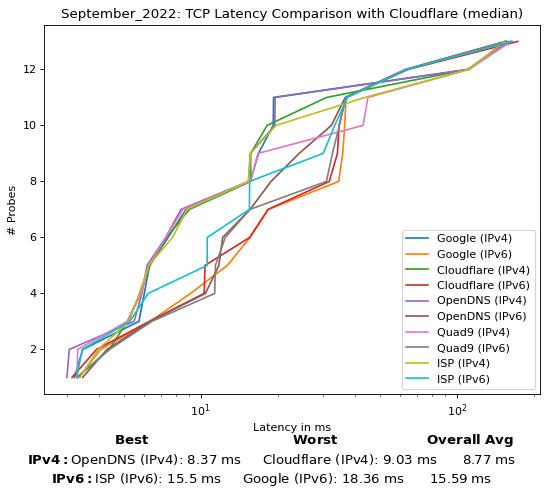 September_2022: TCP Latency Comparison with Cloudflare (median)
# Probes
12
10
8
6
4
2
Google (IPv4)
Google (IPv6)
Cloudflare (IPv4)
Cloudflare (IPv6)
OpenDNS (IPv4)
OpenDNS (IPv6)
Quad9 (IPv4)
Quad9 (IPv6)
ISP (IPv4)
ISP (IPv6)
10¹ 10²
Latency in ms
Best Worst Overall Avg
IPv4: OpenDNS (IPv4): 8.37 ms Cloudflare (IPv4): 9.03 ms 8.77 ms
IPv6: ISP (IPv6): 15.5 ms Google (IPv6): 18.36 ms 15.59 ms